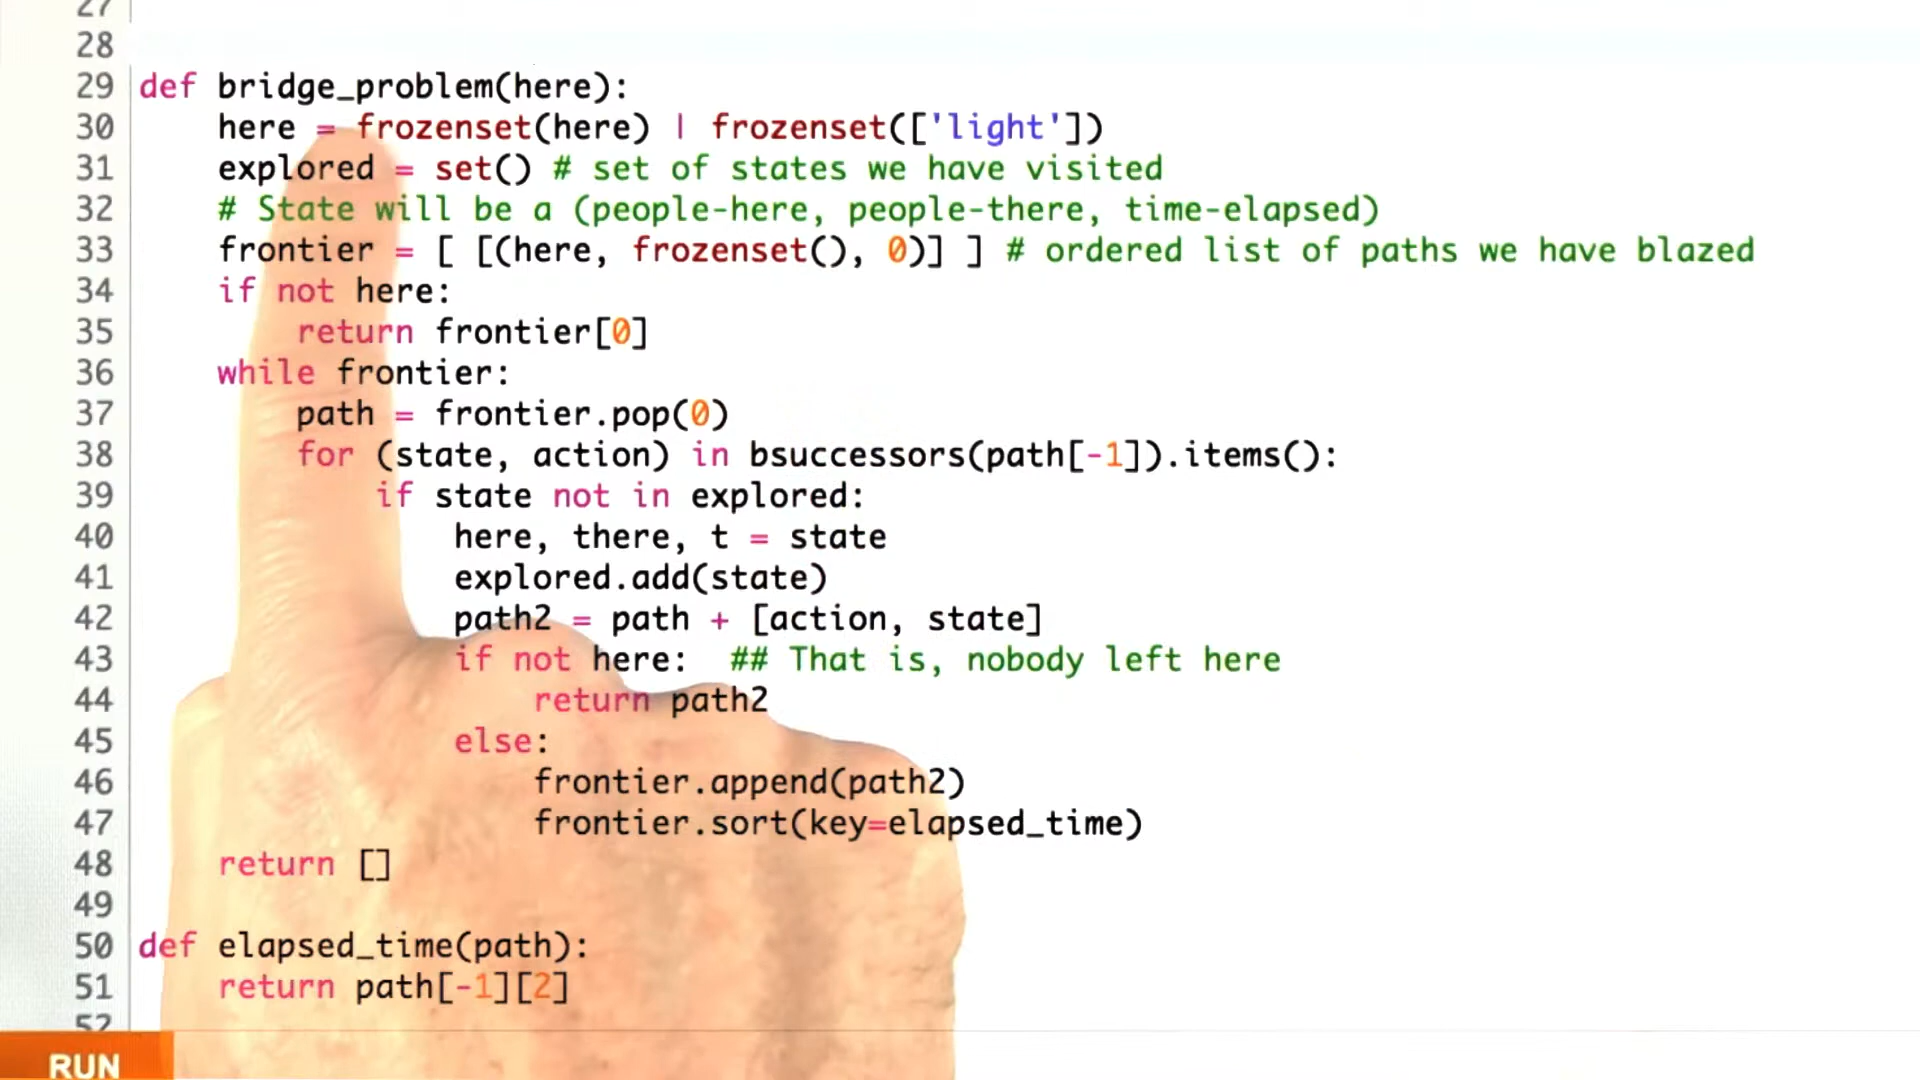 27
28
29 def bridge_problem(here):
30 here = frozenset(here) | frozenset(['light'])
31 explored = set() # set of states we have visited
32 # State will be a (people-here, people-there, time-elapsed)
33 frontier = [ [(here, frozenset(), 0)] ] # ordered list of paths we have blazed
34 if not here:
35 return frontier[0]
36 while frontier:
37 path = frontier.pop(0)
38 for (state, action) in bsuccessors(path[-1]).items():
39 if state not in explored:
40 here, there, t = state
41 explored.add(state)
42 path2 = path + [action, state]
43 if not here: ## That is, nobody left here
44 return path2
45 else:
46 frontier.append(path2)
47 frontier.sort(key=elapsed_time)
48 return []
49
50 def elapsed_time(path):
51 return path[-1][2]
52
RUN